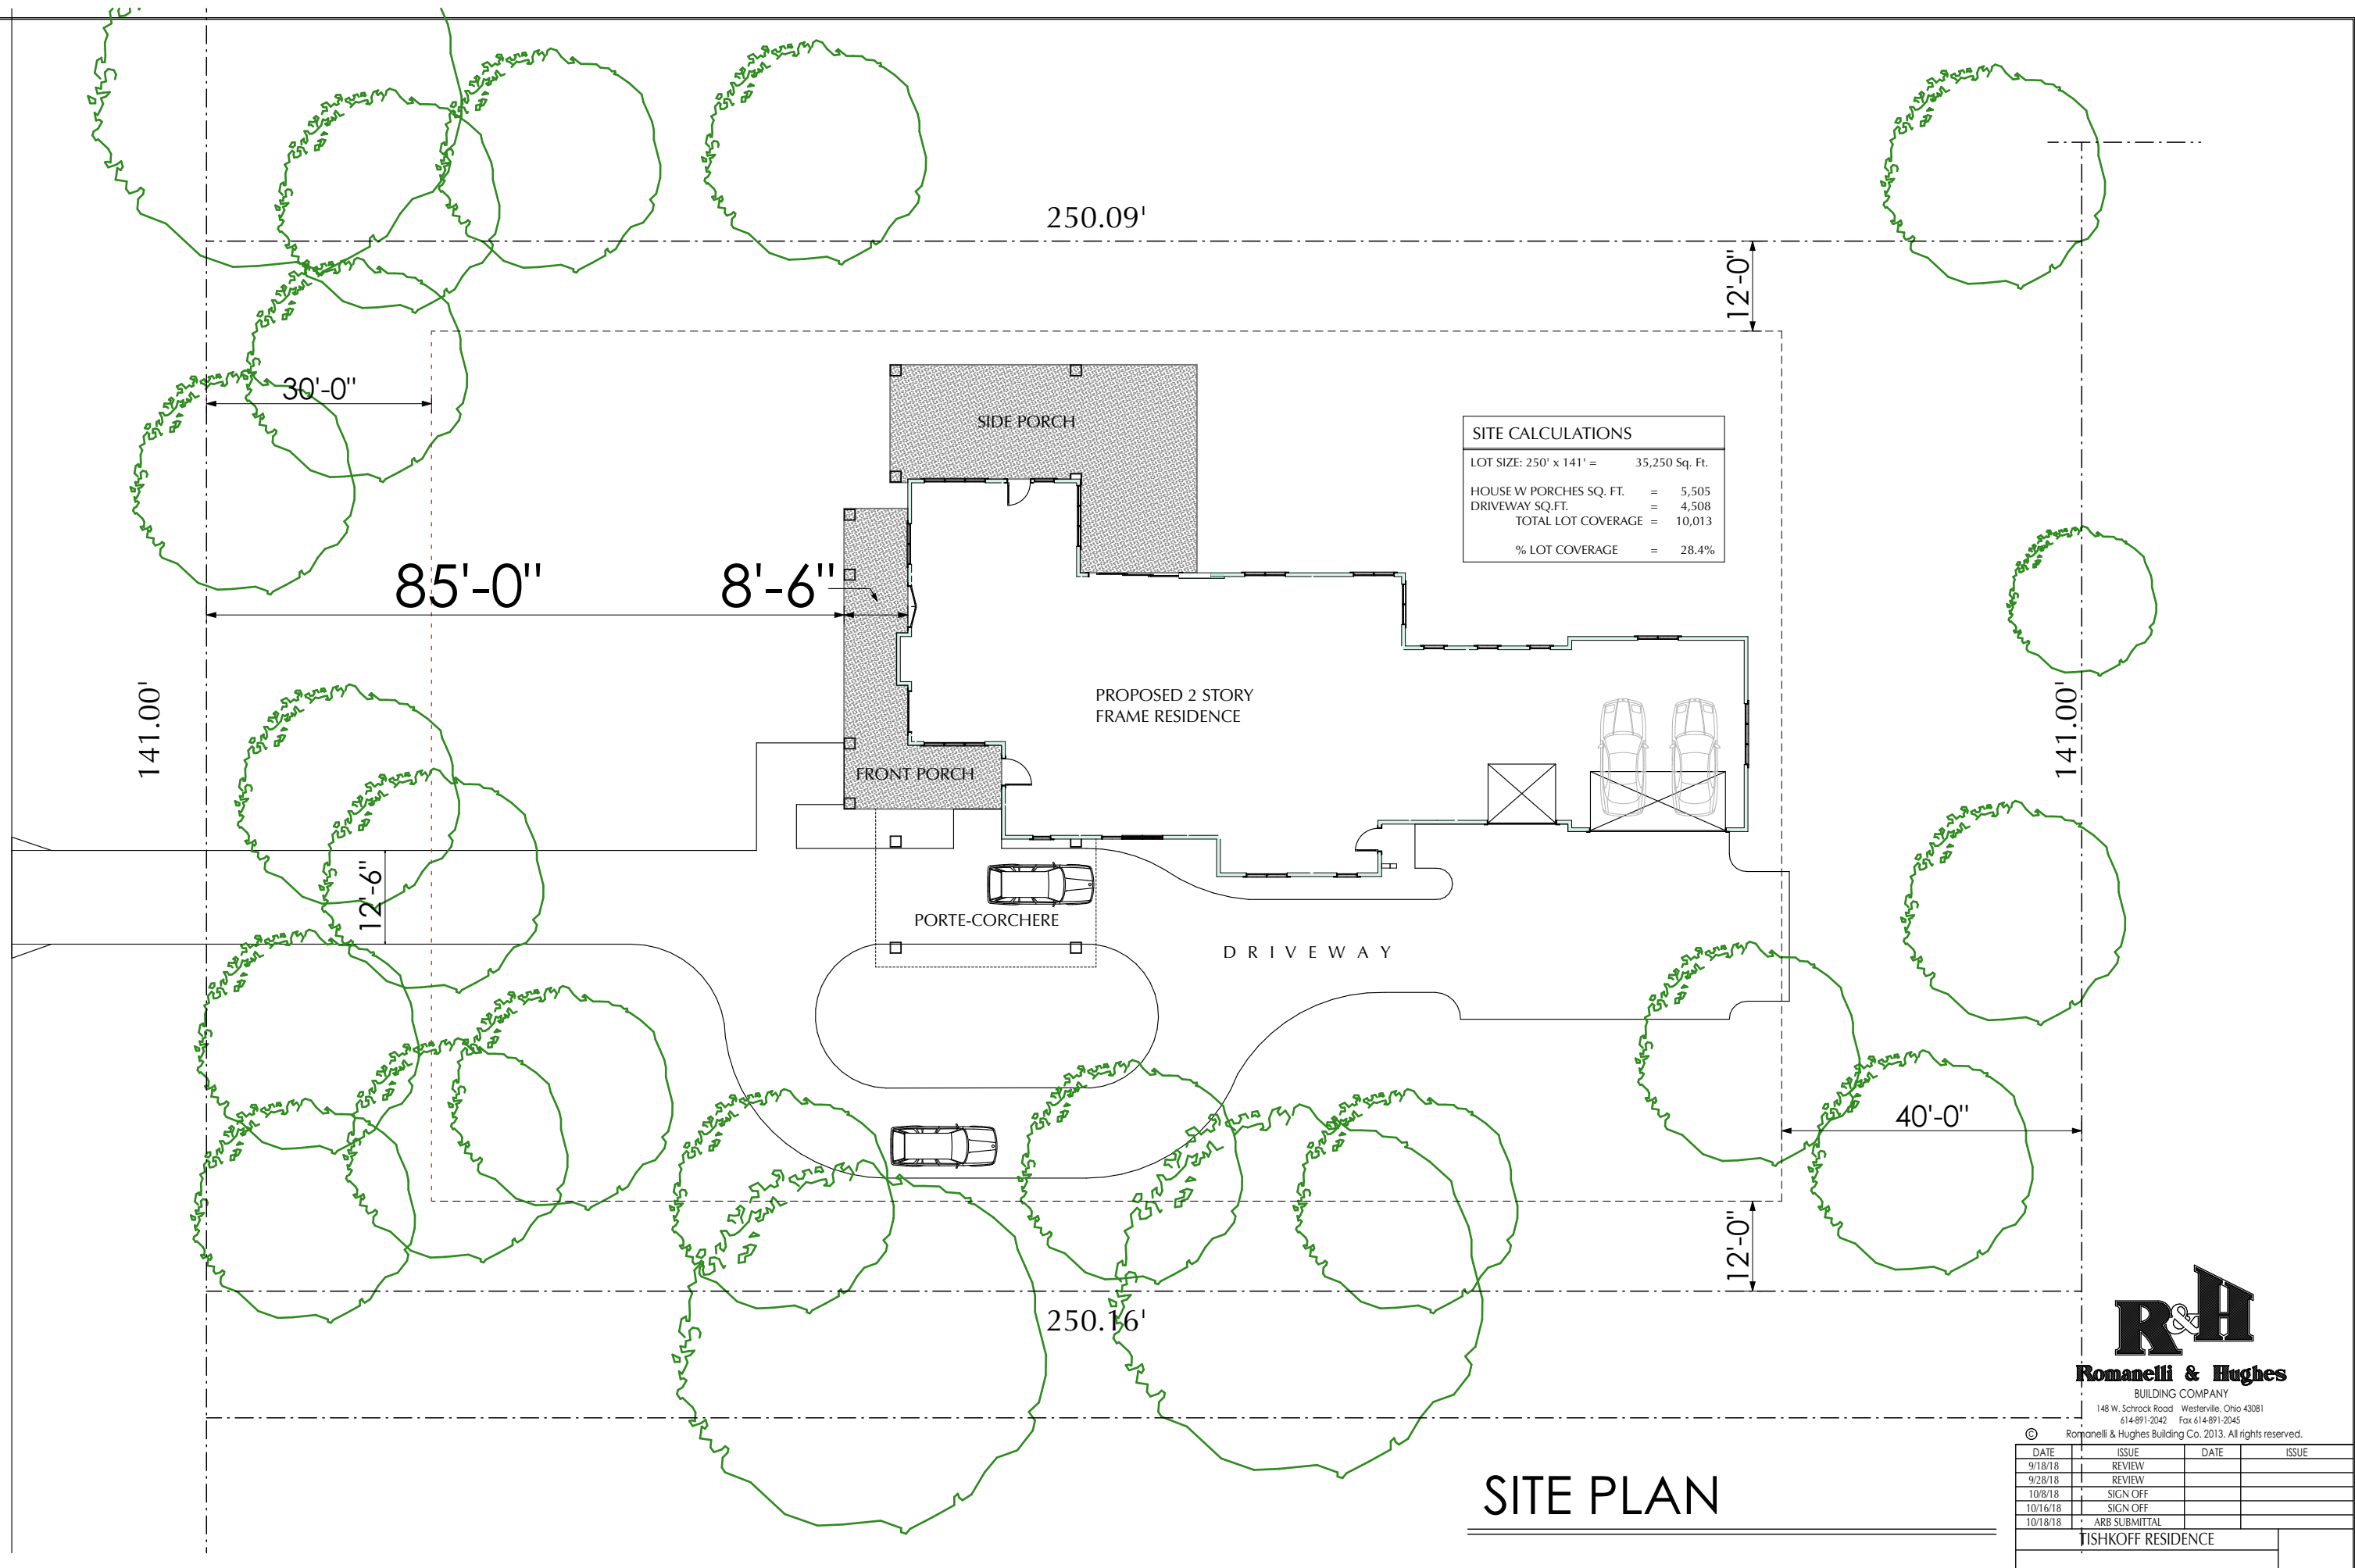 250.09'
12'-0"
30'-0"
SIDE PORCH
SITE CALCULATIONS
LOT SIZE: 250' x 141' = 35,250 Sq. Ft.
HOUSE W PORCHES SQ. FT. = 5,505
DRIVEWAY SQ.FT. = 4,508
TOTAL LOT COVERAGE = 10,013
% LOT COVERAGE = 28.4%
85'-0"
8'-6"
141.00'
PROPOSED 2 STORY
FRAME RESIDENCE
141.00'
FRONT PORCH
12'-6"
PORTE-CORCHERE
DRIVEWAY
40'-0"
12'-0"
250.16'
R&H
Romanelli & Hughes
BUILDING COMPANY
148 W. Schrock Road Westerville, Ohio 43081
614-891-2042 Fax 614-891-2045
© Romanelli & Hughes Building Co. 2013. All rights reserved.
DATE ISSUE DATE ISSUE
9/18/18 REVIEW
9/28/18 REVIEW
10/8/18 SIGN OFF
10/16/18 SIGN OFF
10/18/18 ARB SUBMITTAL
TISHKOFF RESIDENCE
SITE PLAN